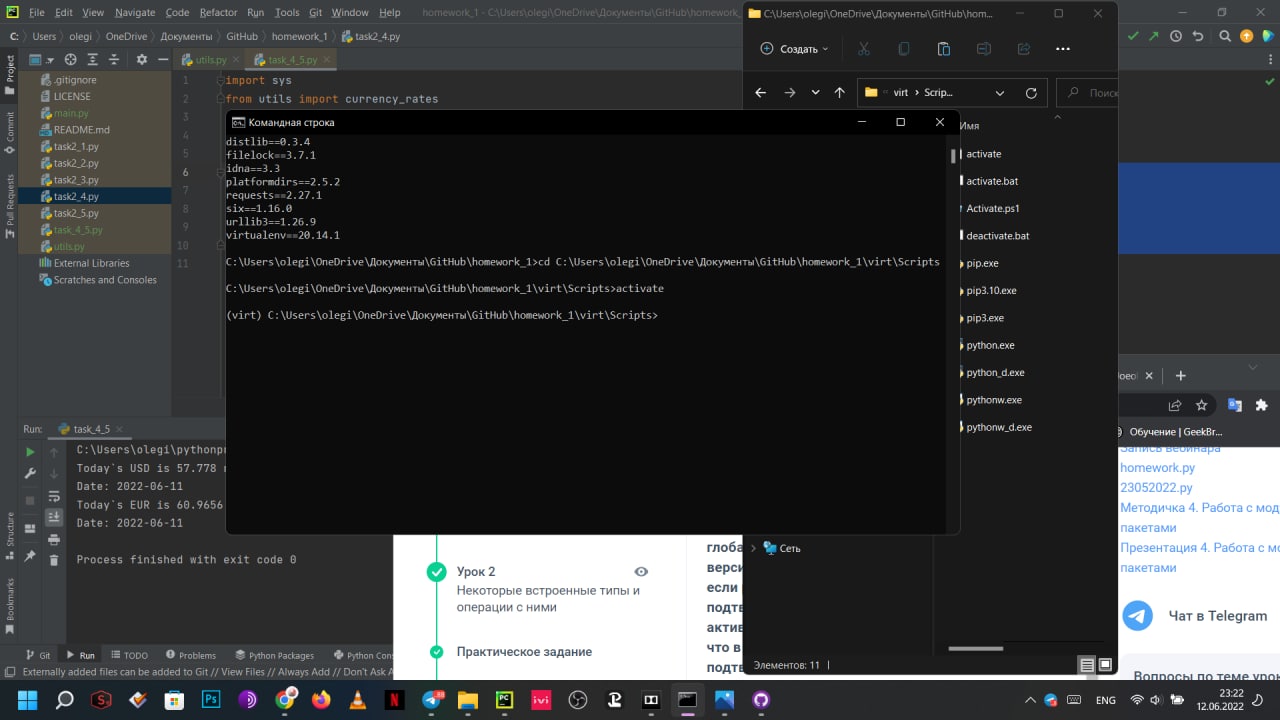 File Edit View Navigate Code Refactor Run Tools Git Window Help homework_1 - C:\Users\olegi\OneDrive\Документы\GitHub\homework_
C: Users olegi OneDrive Документы GitHub homework_1 task2_4.py
Project
Commit
Pull Requests
Structure
Bookmarks
.gitignore
LICENSE
main.py
README.md
task2_1.py
task2_2.py
task2_3.py
task2_4.py
task2_5.py
task_4_5.py
utils.py
External Libraries
Scratches and Consoles
utils.py task_4_5.py
1 import sys
2 from utils import currency_rates
3
4
5
6
7
8
9
10
11
Командная строка
distlib==0.3.4
filelock==3.7.1
idna==3.3
platformdirs==2.5.2
requests==2.27.1
six==1.16.0
urllib3==1.26.9
virtualenv==20.14.1
C:\Users\olegi\OneDrive\Документы\GitHub\homework_1>cd C:\Users\olegi\OneDrive\Документы\GitHub\homework_1\virt\Scripts
C:\Users\olegi\OneDrive\Документы\GitHub\homework_1\virt\Scripts>activate
(virt) C:\Users\olegi\OneDrive\Документы\GitHub\homework_1\virt\Scripts>
C:\Users\olegi\OneDrive\Документы\GitHub\hom...
Создать
virt Scrip...
Поиск
Имя
activate
activate.bat
Activate.ps1
deactivate.bat
pip.exe
pip3.10.exe
pip3.exe
python.exe
python_d.exe
pythonw.exe
pythonw_d.exe
Сеть
Элементов: 11
Run: task_4_5
C:\Users\olegi\pythonpr
Today`s USD is 57.778
Date: 2022-06-11
Today`s EUR is 60.9656
Date: 2022-06-11
Process finished with exit code 0
Git Run TODO Problems Python Packages Python Con
Externally added files can be added to Git // View Files // Always Add // Don't Ask A
Урок 2
Некоторые встроенные типы и
операции с ними
Практическое задание
глоба
верси
если
подтв
актив
что в
подтв
Обучение | GeekBr...
Запись вебинара
homework.py
23052022.py
Методичка 4. Работа с мод
пакетами
Презентация 4. Работа с мо
пакетами
Чат в Telegram
Вопросы по теме урок
38
ENG
23:22
12.06.2022